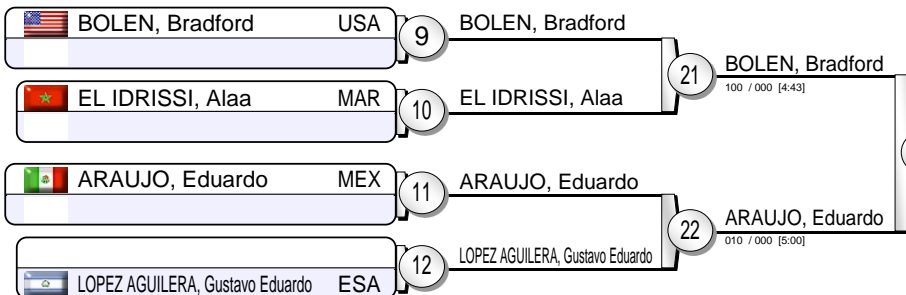 BOLEN, Bradford USA
9
BOLEN, Bradford
21
BOLEN, Bradford
100 / 000 [4:43]
EL IDRISSI, Alaa MAR
10
EL IDRISSI, Alaa
ARAUJO, Eduardo MEX
11
ARAUJO, Eduardo
22
ARAUJO, Eduardo
010 / 000 [5:00]
12
LOPEZ AGUILERA, Gustavo Eduardo
LOPEZ AGUILERA, Gustavo Eduardo ESA